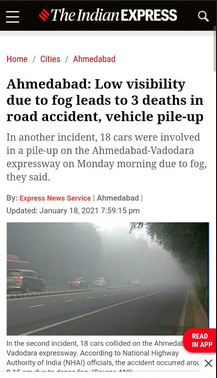 The Indian EXPRESS
Home / Cities / Ahmedabad
Ahmedabad: Low visibility
due to fog leads to 3 deaths in
road accident, vehicle pile-up
In another incident, 18 cars were involved
in a pile-up on the Ahmedabad-Vadodara
expressway on Monday morning due to fog,
they said.
By: Express News Service | Ahmedabad |
Updated: January 18, 2021 7:59:15 pm
READ
IN APP
In the second incident, 18 cars collided on the Ahmedab
Vadodara expressway. According to National Highway
Authority of India (NHAI) officials, the accident occurred arou